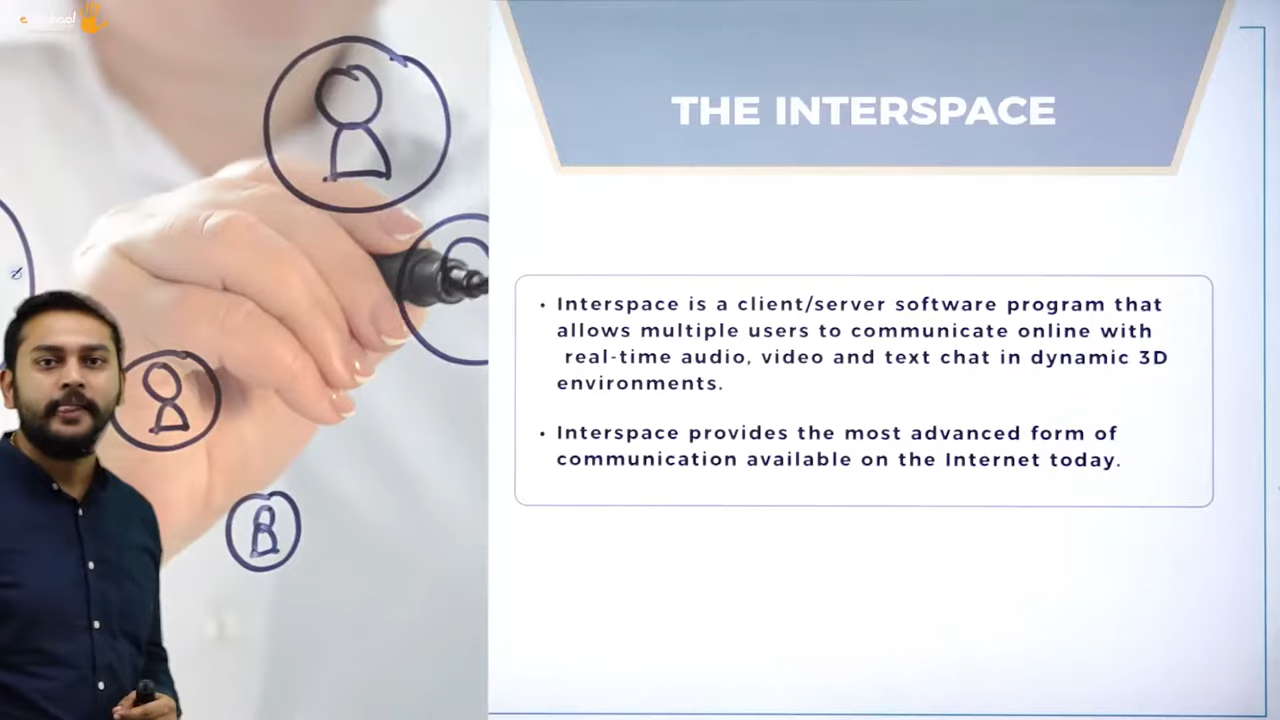 THE INTERSPACE
• Interspace is a client/server software program that
allows multiple users to communicate online with
real-time audio, video and text chat in dynamic 3D
environments.
• Interspace provides the most advanced form of
communication available on the Internet today.